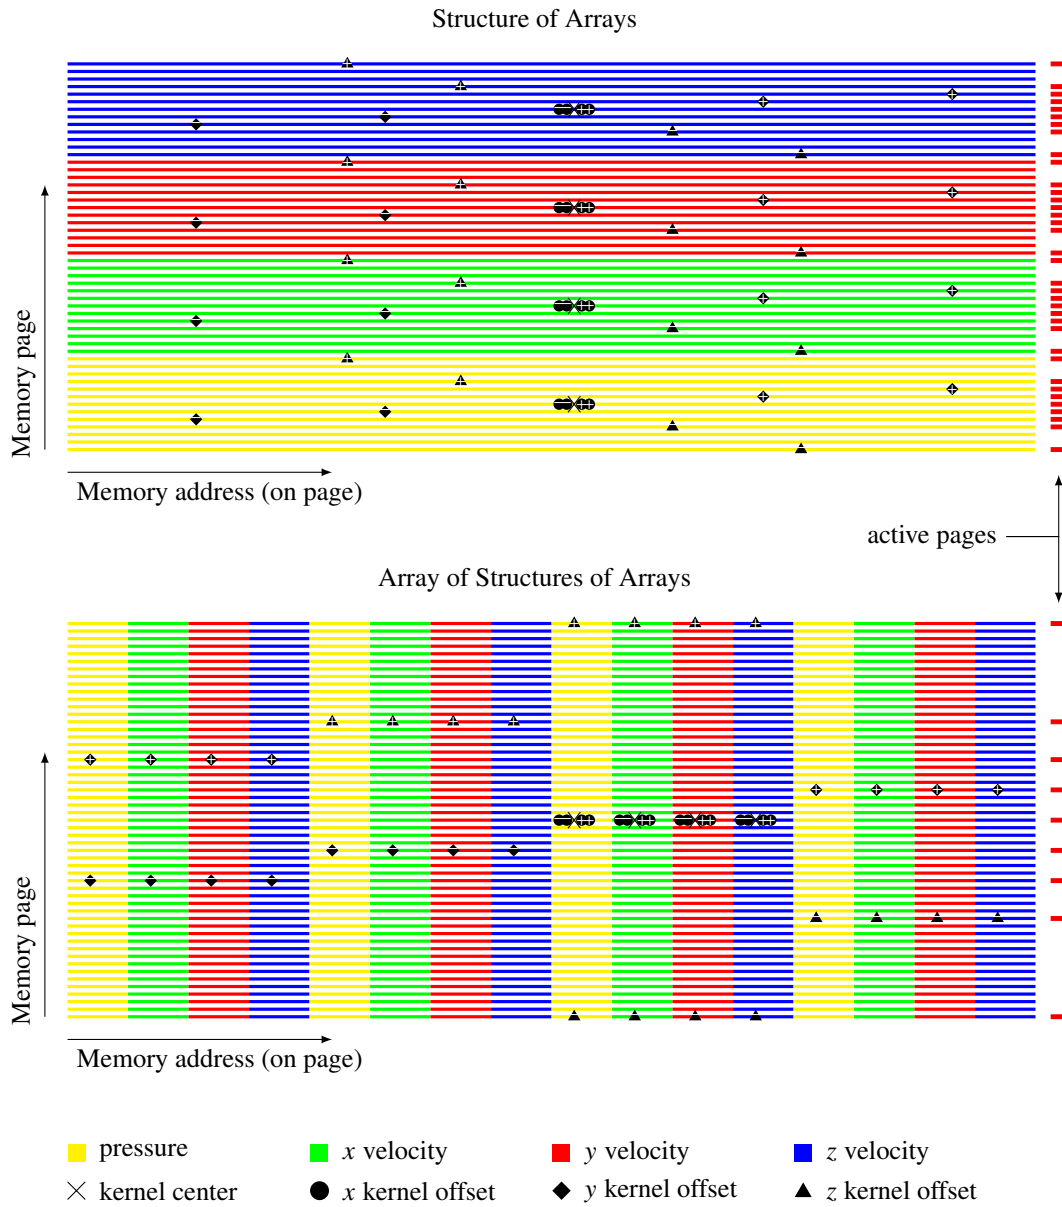 Structure of Arrays
Memory page
Memory address (on page)
active pages
Array of Structures of Arrays
Memory page
Memory address (on page)
pressure
x velocity
y velocity
z velocity
kernel center
x kernel offset
y kernel offset
z kernel offset